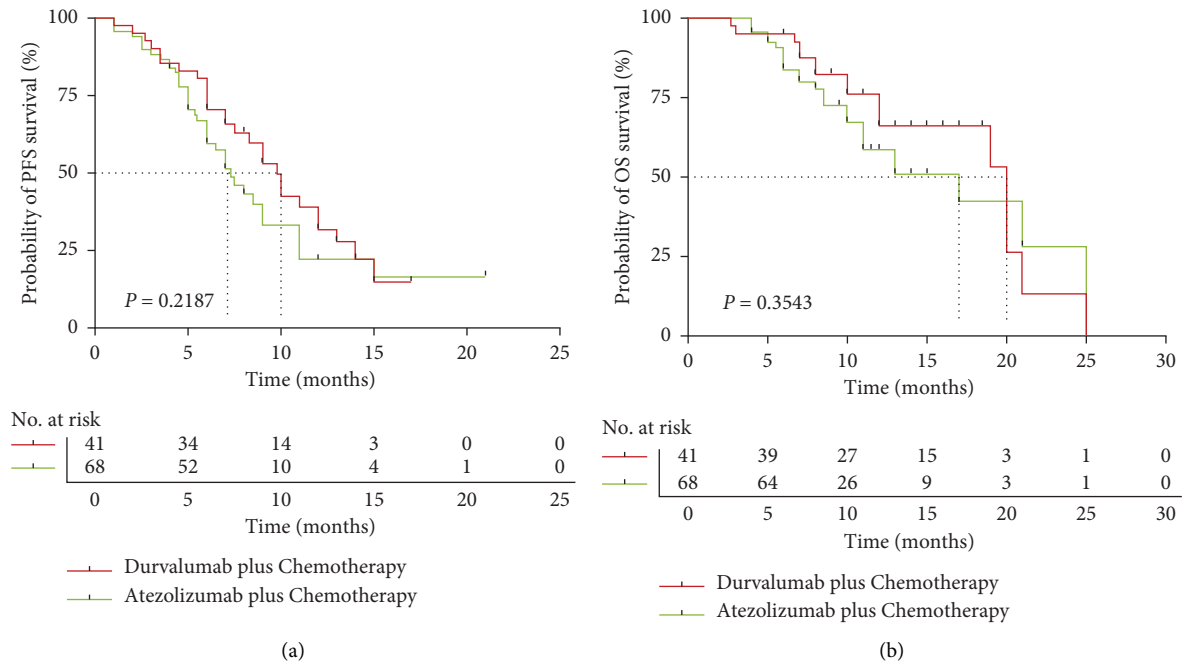 Probability of PFS survival (%)
100
75
50
25
0
P = 0.2187
0 5 10 15 20 25
Time (months)
No. at risk
41 34 14 3 0 0
68 52 10 4 1 0
0 5 10 15 20 25
Time (months)
Durvalumab plus Chemotherapy
Atezolizumab plus Chemotherapy
(a)
Probability of OS survival (%)
100
75
50
25
0
P = 0.3543
0 5 10 15 20 25 30
Time (months)
No. at risk
41 39 27 15 3 1 0
68 64 26 9 3 1 0
0 5 10 15 20 25 30
Time (months)
Durvalumab plus Chemotherapy
Atezolizumab plus Chemotherapy
(b)